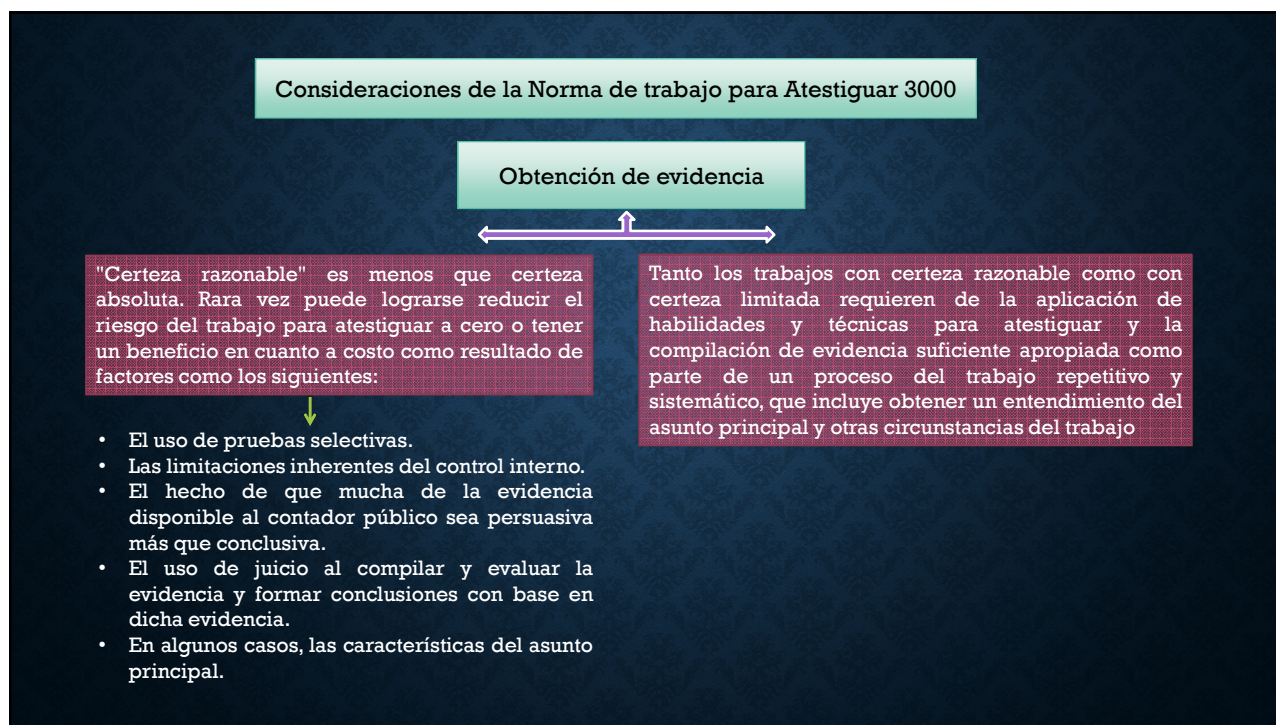 Consideraciones de la Norma de trabajo para Atestiguar 3000
Obtención de evidencia
"Certeza razonable" es menos que certeza
absoluta. Rara vez puede lograrse reducir el
riesgo del trabajo para atestiguar a cero o tener
un beneficio en cuanto a costo como resultado de
factores como los siguientes:
• El uso de pruebas selectivas.
• Las limitaciones inherentes del control interno.
• El hecho de que mucha de la evidencia
disponible al contador público sea persuasiva
más que conclusiva.
• El uso de juicio al compilar y evaluar la
evidencia y formar conclusiones con base en
dicha evidencia.
• En algunos casos, las características del asunto
principal.
Tanto los trabajos con certeza razonable como con
certeza limitada requieren de la aplicación de
habilidades y técnicas para atestiguar y la
compilación de evidencia suficiente apropiada como
parte de un proceso del trabajo repetitivo y
sistemático, que incluye obtener un entendimiento del
asunto principal y otras circunstancias del trabajo